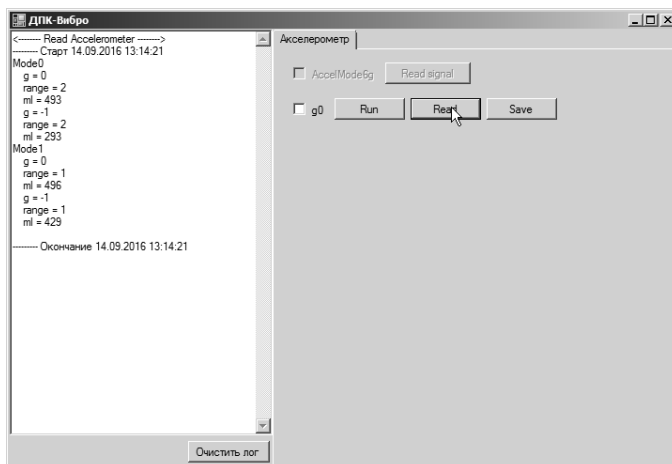 ДПК-Вибро
<-------- Read Accelerometer -------->
--------- Старт 14.09.2016 13:14:21
Mode0
g = 0
range = 2
ml = 493
g = -1
range = 2
ml = 293
Mode1
g = 0
range = 1
ml = 496
g = -1
range = 1
ml = 429
--------- Окончание 14.09.2016 13:14:21
Очистить лог
Акселерометр
AccelMode6g Read signal
g0 Run Read Save